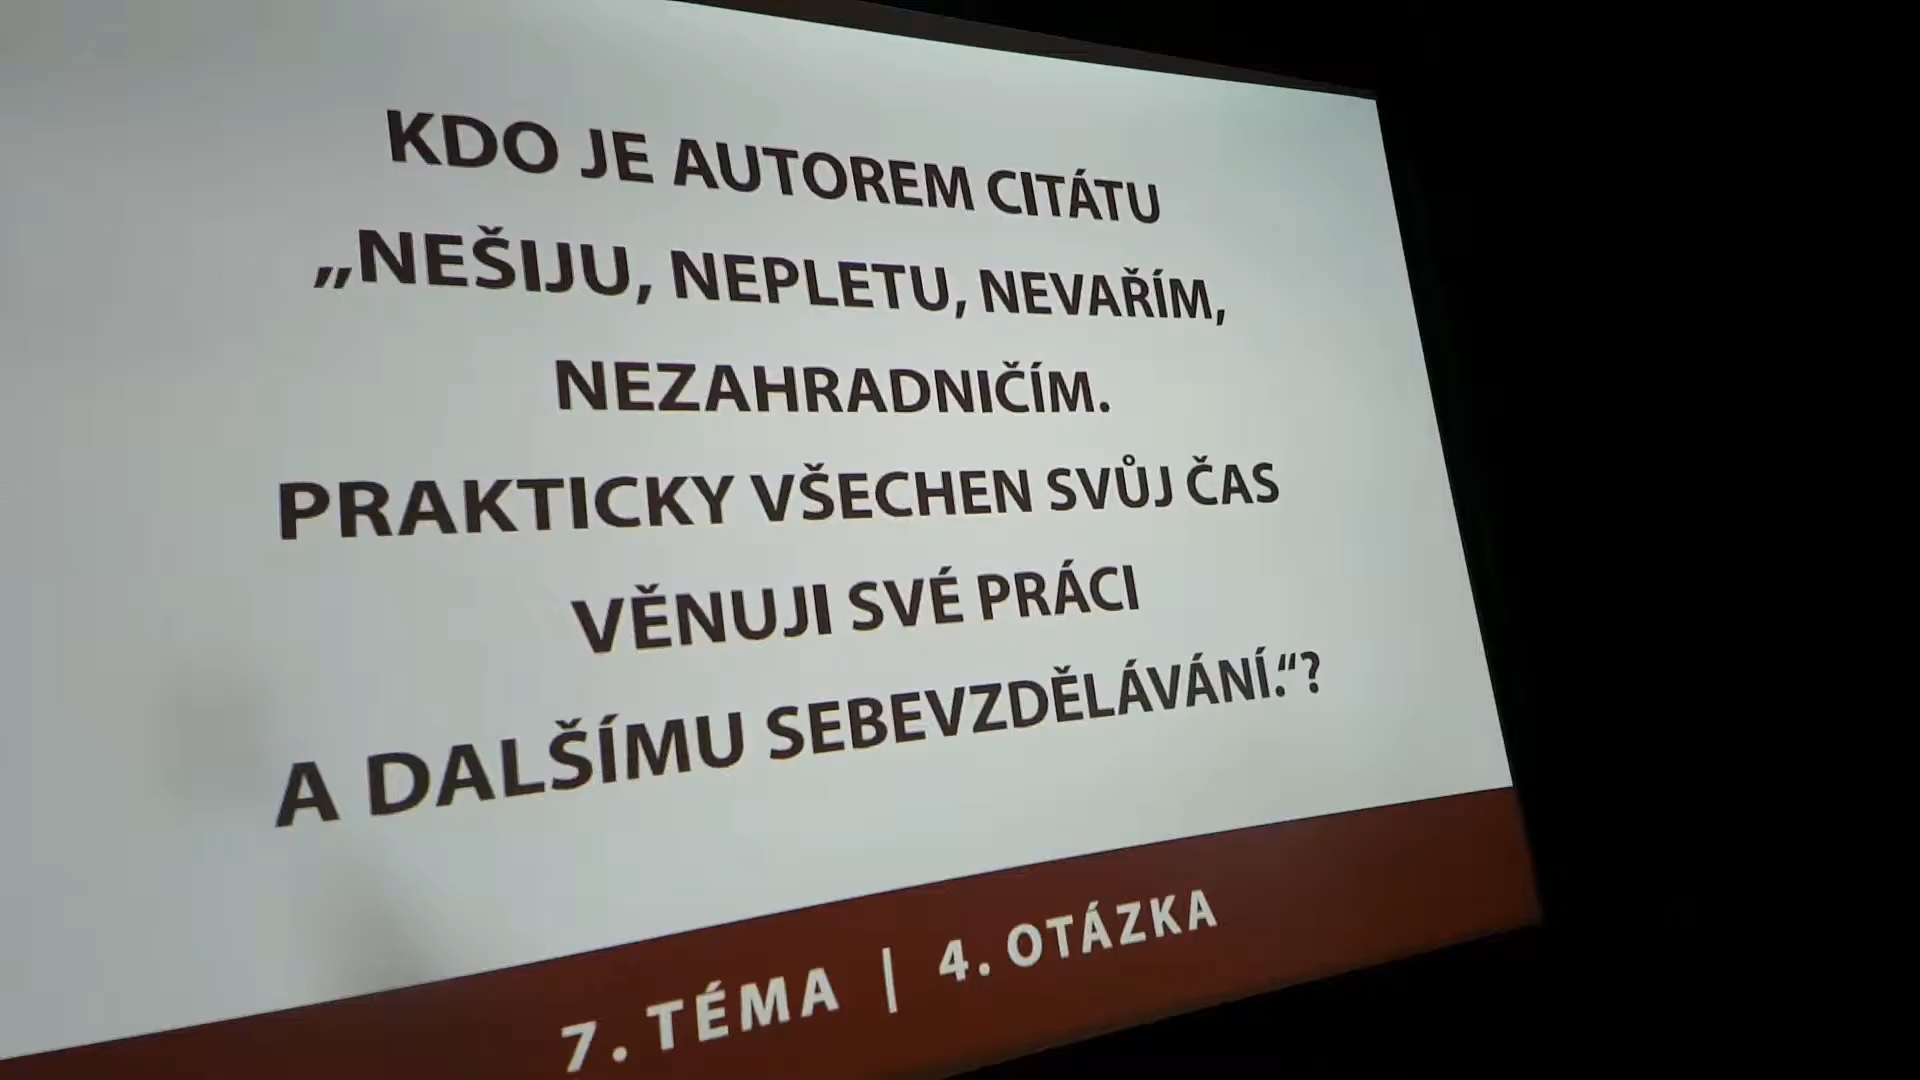 KDO JE AUTOREM CITÁTU
„NEŠIJU, NEPLETU, NEVAŘÍM,
NEZAHRADNIČÍM.
PRAKTICKY VŠECHEN SVŮJ ČAS
VĚNUJI SVÉ PRÁCI
A DALŠÍMU SEBEVZDĚLÁVÁNÍ.“?
7. TÉMA | 4. OTÁZKA